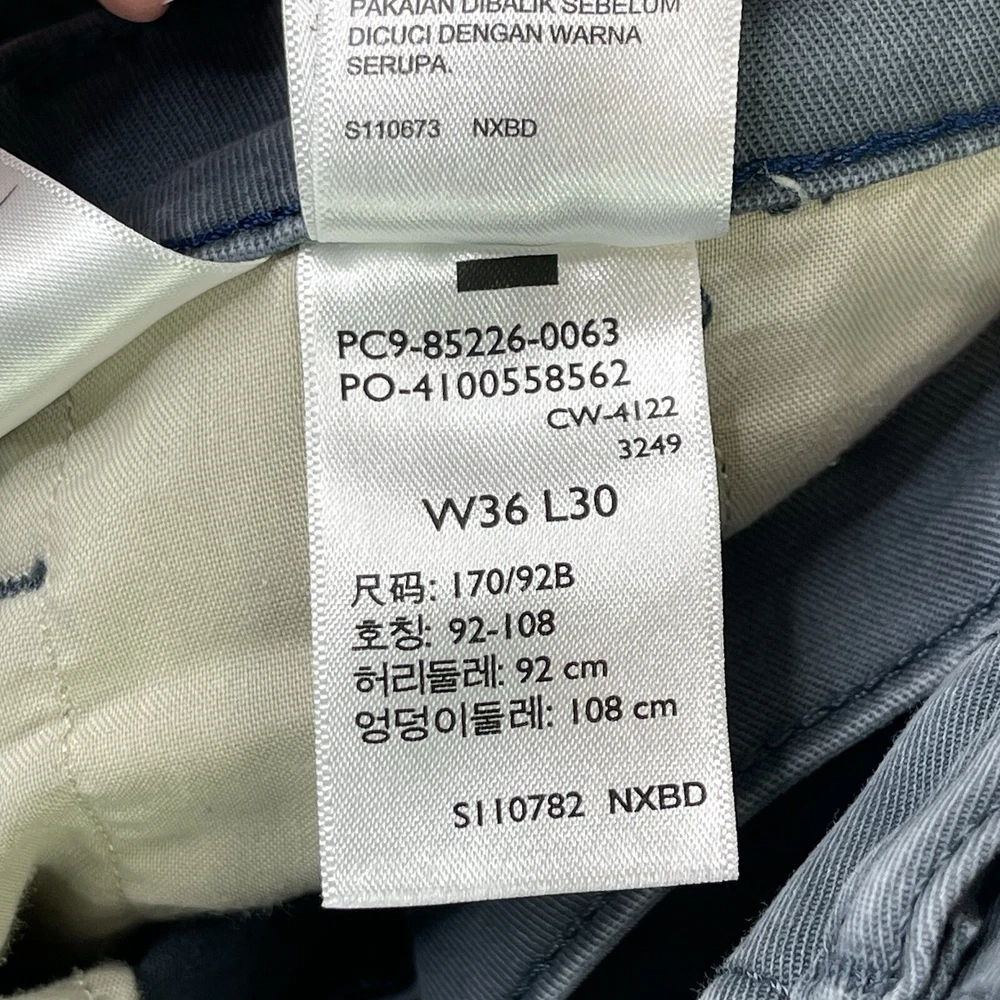 PAKAIAN DIBALIK SEBELUM
DICUCI DENGAN WARNA
SERUPA.
S110673 NXBD
PC9-85226-0063
PO-4100558562
CW-4122
3249
W36 L30
尺码: 170/92B
호칭: 92-108
허리둘레: 92 cm
엉덩이둘레: 108 cm
S110782 NXBD